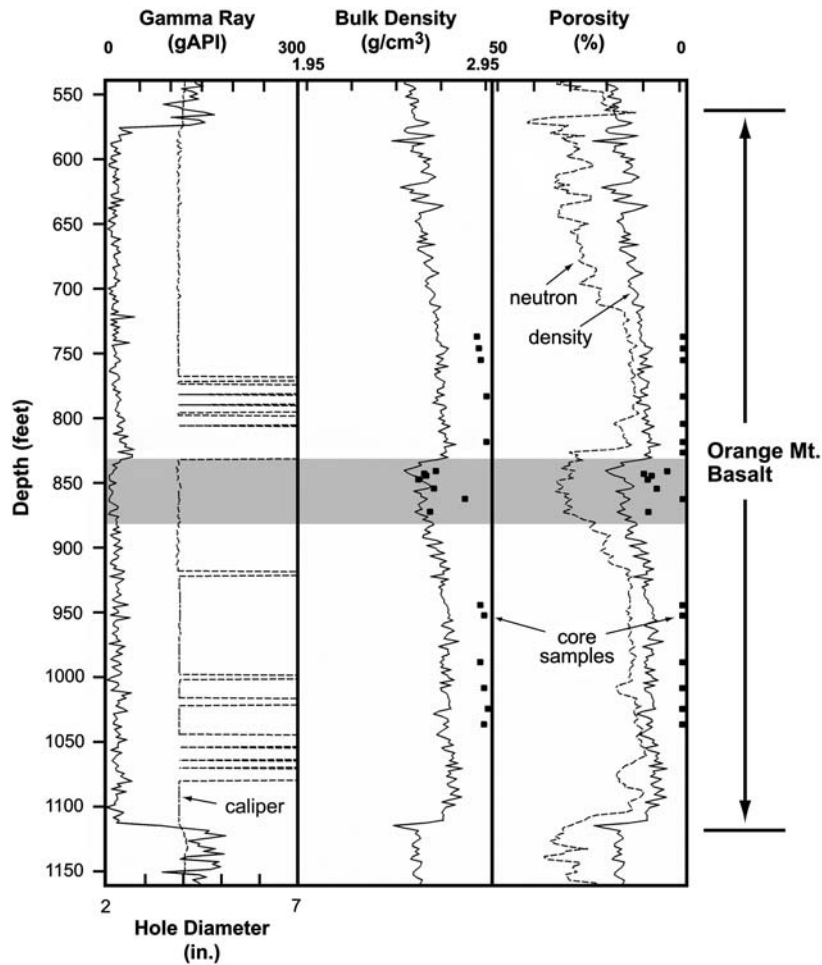 Gamma Ray
(gAPI)
0
300
Bulk Density
(g/cm³)
1.95
2.95
Porosity
(%)
50
0
550
600
650
700
750
800
850
900
950
1000
1050
1100
1150
Depth (feet)
neutron
density
core
samples
caliper
Orange Mt.
Basalt
2
7
Hole Diameter
(in.)